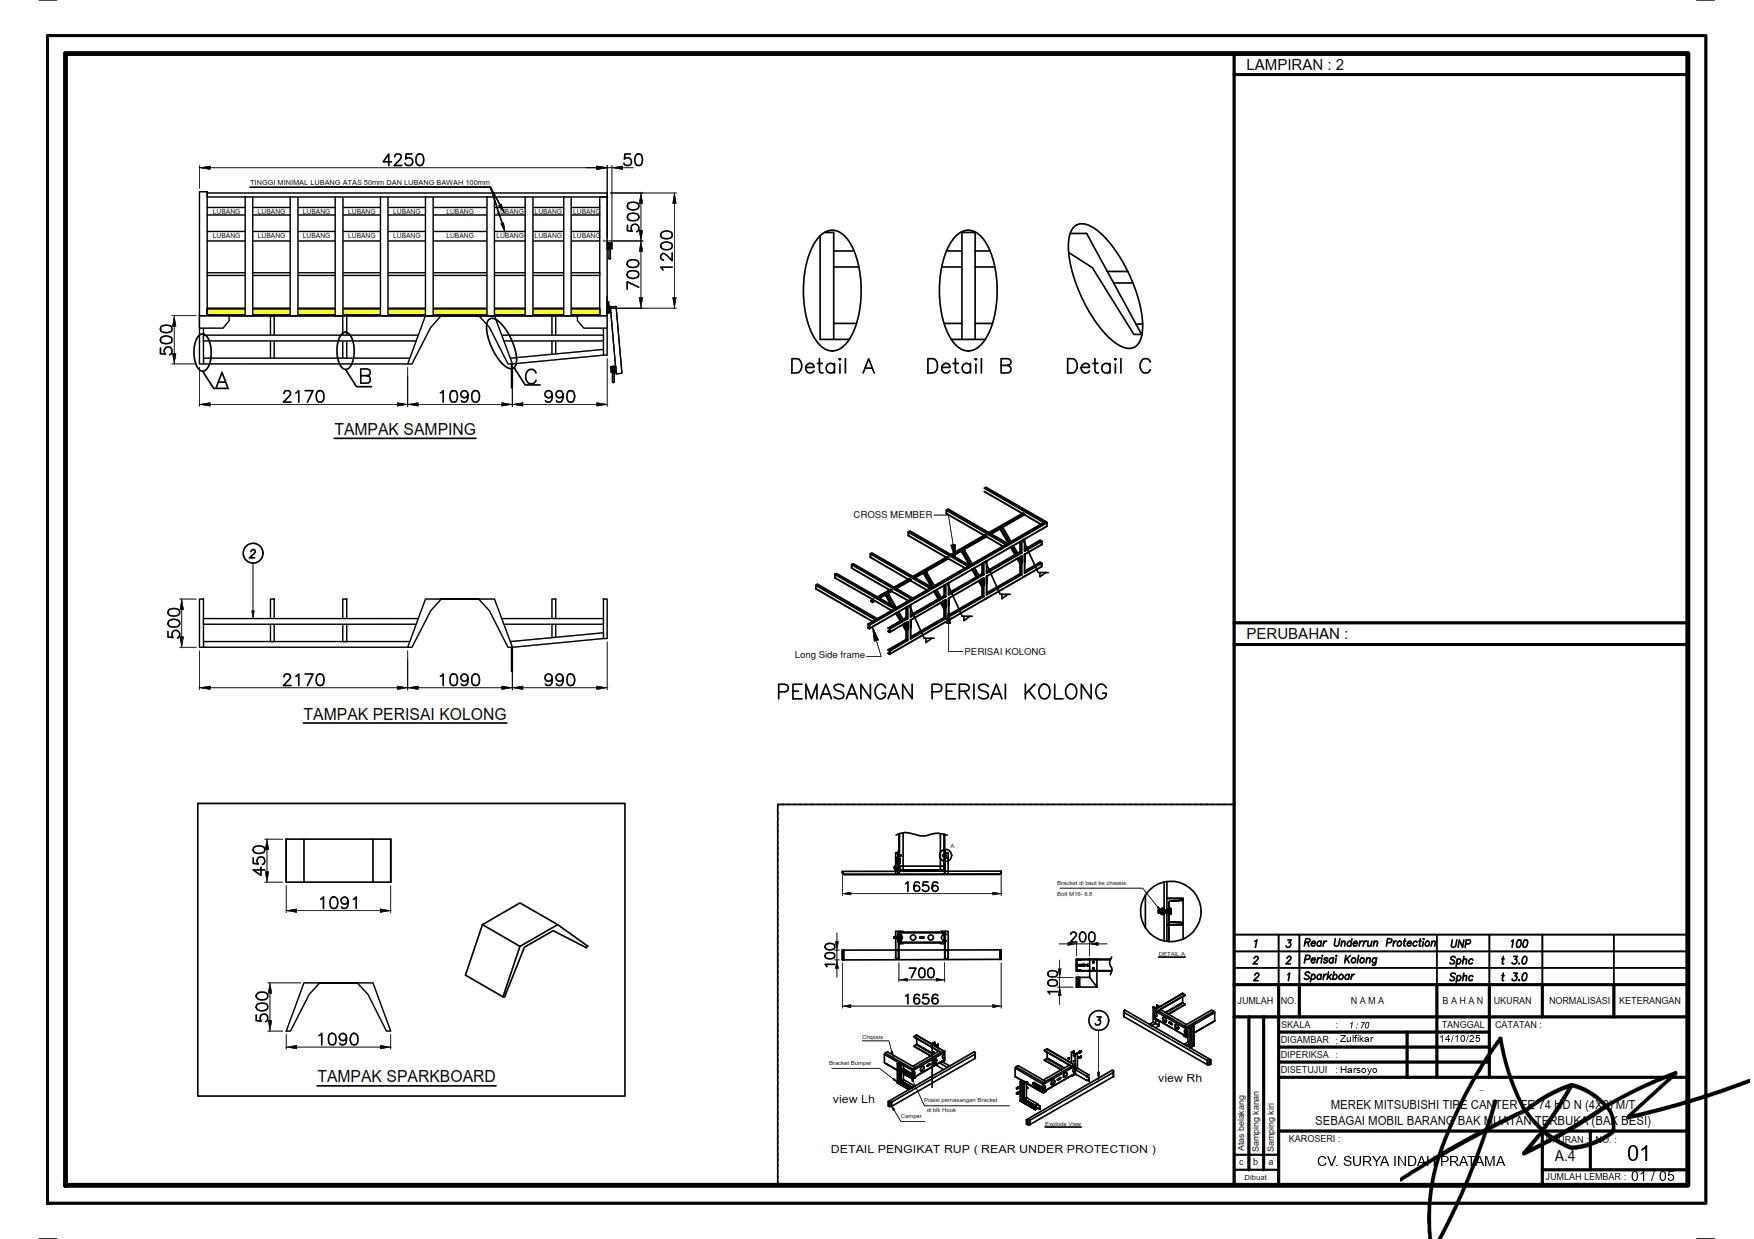 LAMPIRAN : 2
4250
50
TINGGI MINIMAL LUBANG ATAS 50mm DAN LUBANG BAWAH 100mm
LUBANG LUBANG LUBANG LUBANG LUBANG LUBANG LUBANG LUBANG LUBANG
LUBANG LUBANG LUBANG LUBANG LUBANG LUBANG LUBANG LUBANG LUBANG
500
700
1200
500
A
B
C
2170
1090
990
TAMPAK SAMPING
Detail A
Detail B
Detail C
2
500
2170
1090
990
TAMPAK PERISAI KOLONG
CROSS MEMBER
Long Side frame
PERISAI KOLONG
PEMASANGAN PERISAI KOLONG
PERUBAHAN :
450
1091
500
1090
TAMPAK SPARKBOARD
A
1656
100
700
1656
Bracket di baut ke chassis
Bolt M16- 6.8
DETAIL A
200
100
3
Chassis
Bracket Bumper
view Lh
Posisi pemasangan Bracket
di blk Hook
Camper
Explode View
view Rh
DETAIL PENGIKAT RUP ( REAR UNDER PROTECTION )
1 3 Rear Underrun Protection UNP 100
2 2 Perisai Kolong Sphc t 3.0
2 1 Sparkboar Sphc t 3.0
JUMLAH NO. N A M A B A H A N UKURAN NORMALISASI KETERANGAN
SKALA : 1 : 70 TANGGAL CATATAN :
DIGAMBAR : Zulfikar 14/10/25
DIPERIKSA :
DISETUJUI : Harsoyo
MEREK MITSUBISHI TIPE CANTER FE 74 HD N (4X2) M/T
SEBAGAI MOBIL BARANG BAK MUATAN TERBUKA (BAK BESI)
Atas belakang
Samping kanan
Samping kiri
c b a
Dibuat
KAROSERI :
CV. SURYA INDAH PRATAMA
UKURAN : NO. :
A.4 01
JUMLAH LEMBAR : 01 / 05